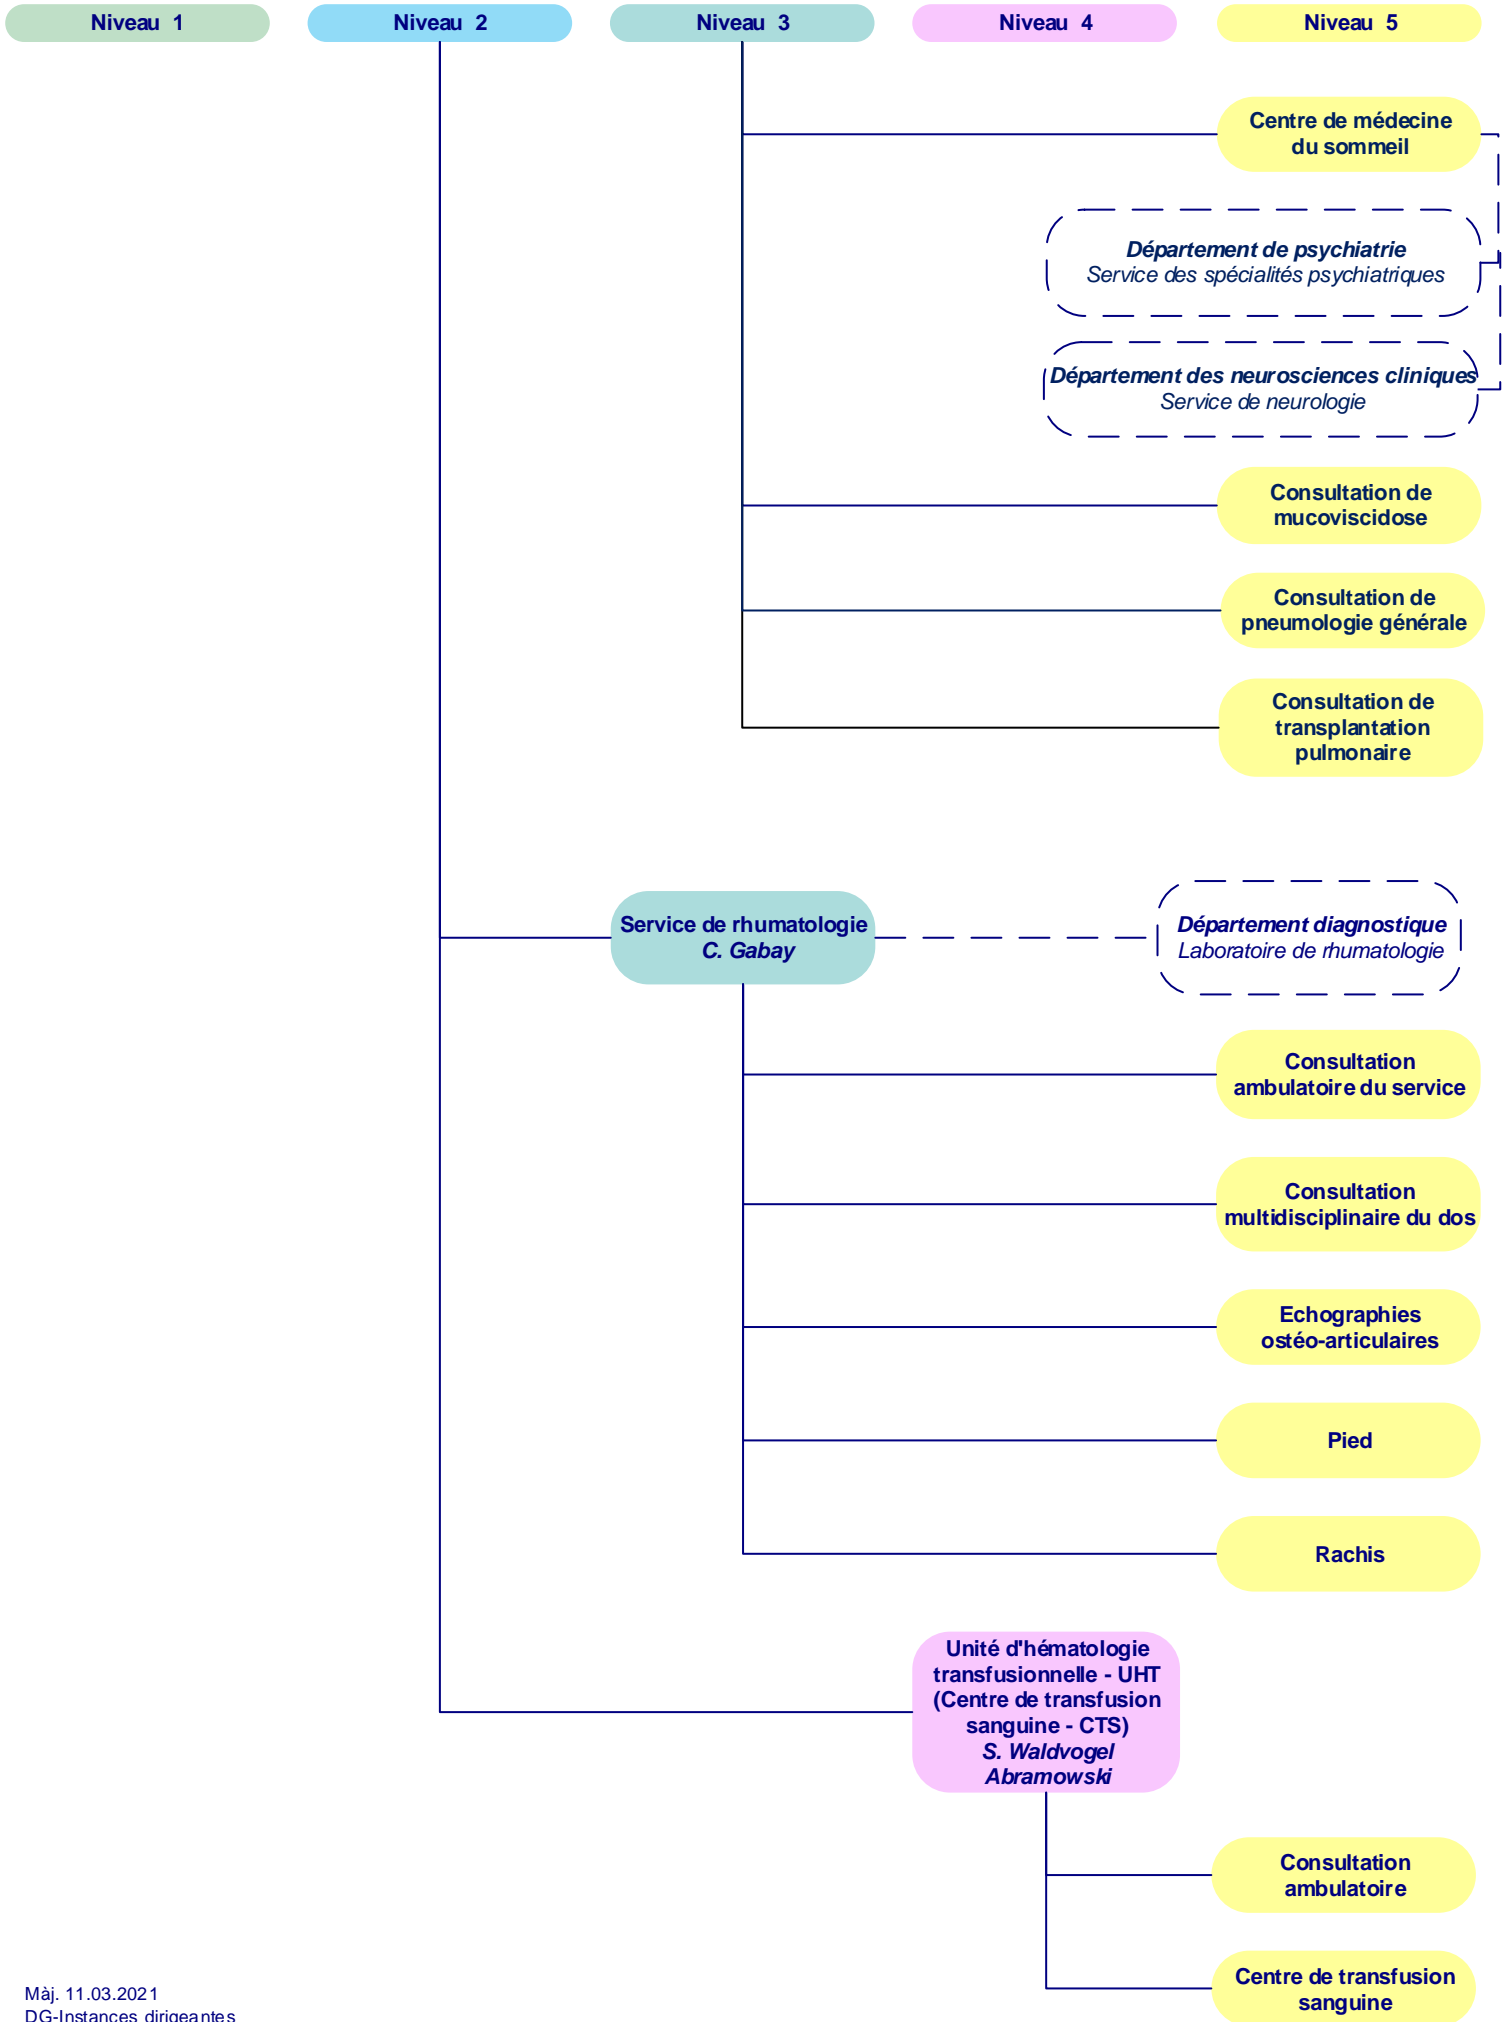 Niveau 1
Niveau 2
Niveau 3
Niveau 4
Niveau 5
Centre de médecine
du sommeil
Département de psychiatrie
Service des spécialités psychiatriques
Département des neurosciences cliniques
Service de neurologie
Consultation de
mucoviscidose
Consultation de
pneumologie générale
Consultation de
transplantation
pulmonaire
Service de rhumatologie
C. Gabay
Département diagnostique
Laboratoire de rhumatologie
Consultation
ambulatoire du service
Consultation
multidisciplinaire du dos
Echographies
ostéo-articulaires
Pied
Rachis
Unité d'hématologie
transfusionnelle - UHT
(Centre de transfusion
sanguine - CTS)
S. Waldvogel
Abramowski
Consultation
ambulatoire
Centre de transfusion
sanguine
Màj. 11.03.2021
DG-Instances dirigeantes